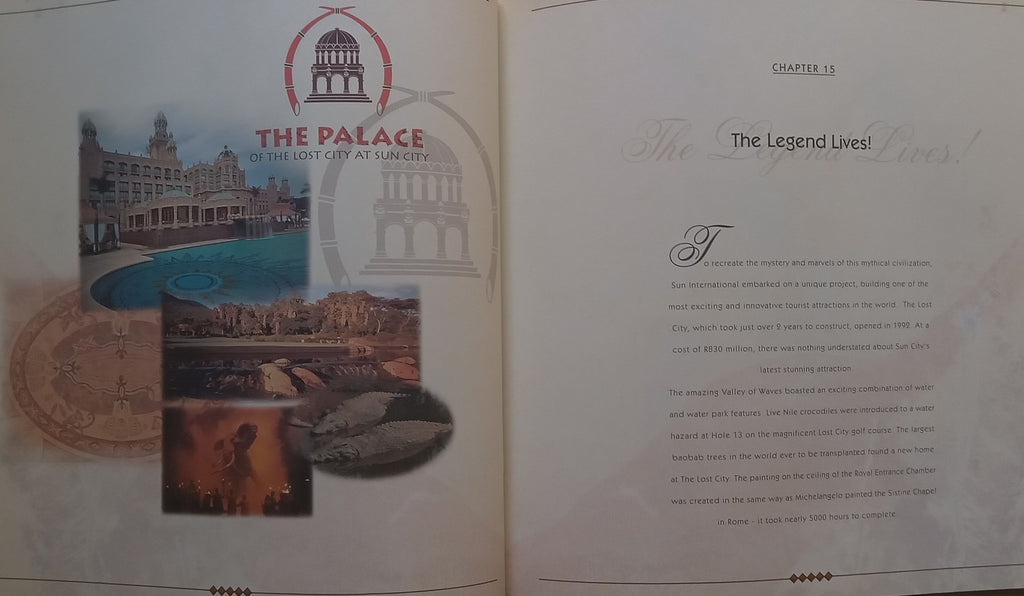 THE PALACE
OF THE LOST CITY AT SUN CITY
CHAPTER 15
The Legend Lives!
The Legend Lives!
To recreate the mystery and marvels of this mythical civilization,
Sun International embarked on a unique project, building one of the
most exciting and innovative tourist attractions in the world. The Lost
City, which took just over 2 years to construct, opened in 1992. At a
cost of R830 million, there was nothing understated about Sun City's
latest stunning attraction.
The amazing Valley of Waves boasted an exciting combination of water
and water park features. Live Nile crocodiles were introduced to a water
hazard at Hole 13 on the magnificent Lost City golf course. The largest
baobab trees in the world ever to be transplanted found a new home
at The Lost City. The painting on the ceiling of the Royal Entrance Chamber
was created in the same way as Michelangelo painted the Sistine Chapel
in Rome - it took nearly 5000 hours to complete.